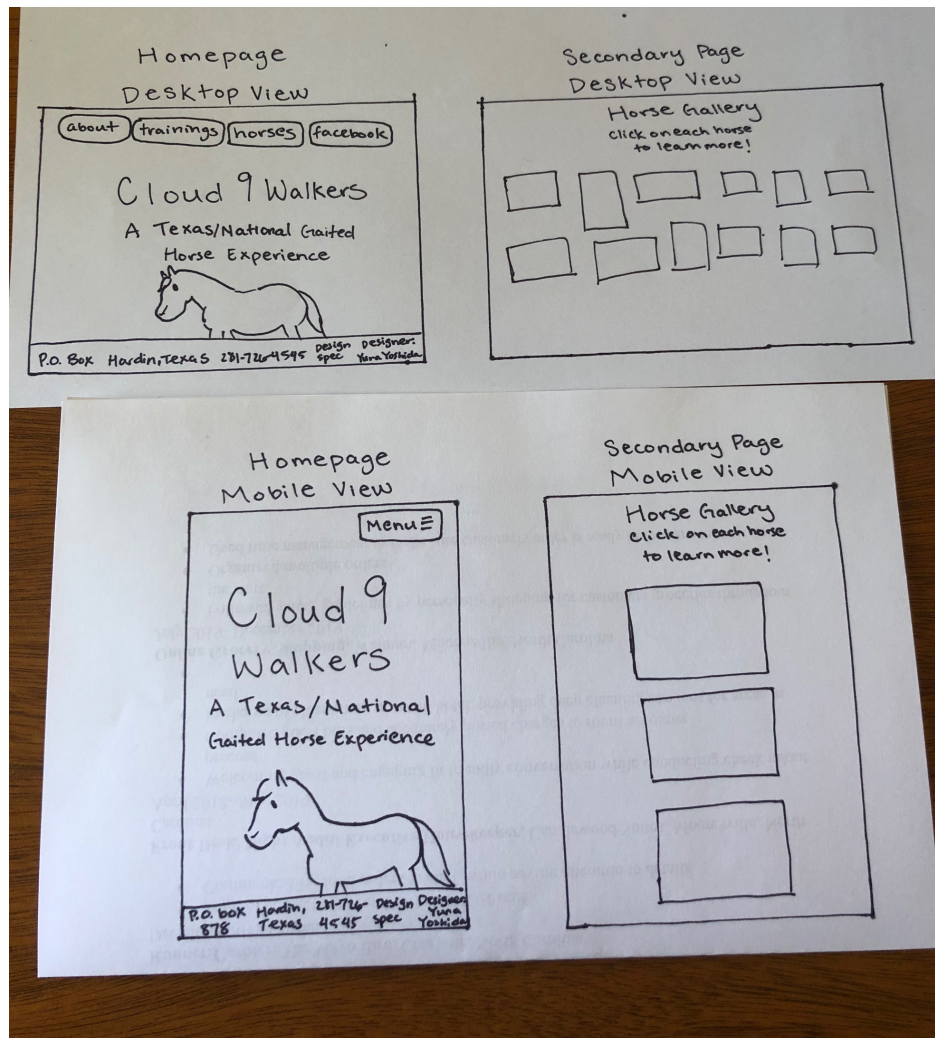 Homepage
Desktop View
about trainings horses facebook
Cloud 9 Walkers
A Texas/National Gaited
Horse Experience
P.O. Box Hardin, Texas 281-726-4545 Design spec Designer: Yuna Yoshida
Secondary Page
Desktop View
Horse Gallery
click on each horse
to learn more!
Homepage
Mobile View
Menu
Cloud 9
Walkers
A Texas/National
Gaited Horse Experience
P.O. box Hardin, 281-726- Design Designer:
878 Texas 4545 spec Yuna
Yoshida
Secondary Page
Mobile View
Horse Gallery
click on each horse
to learn more!